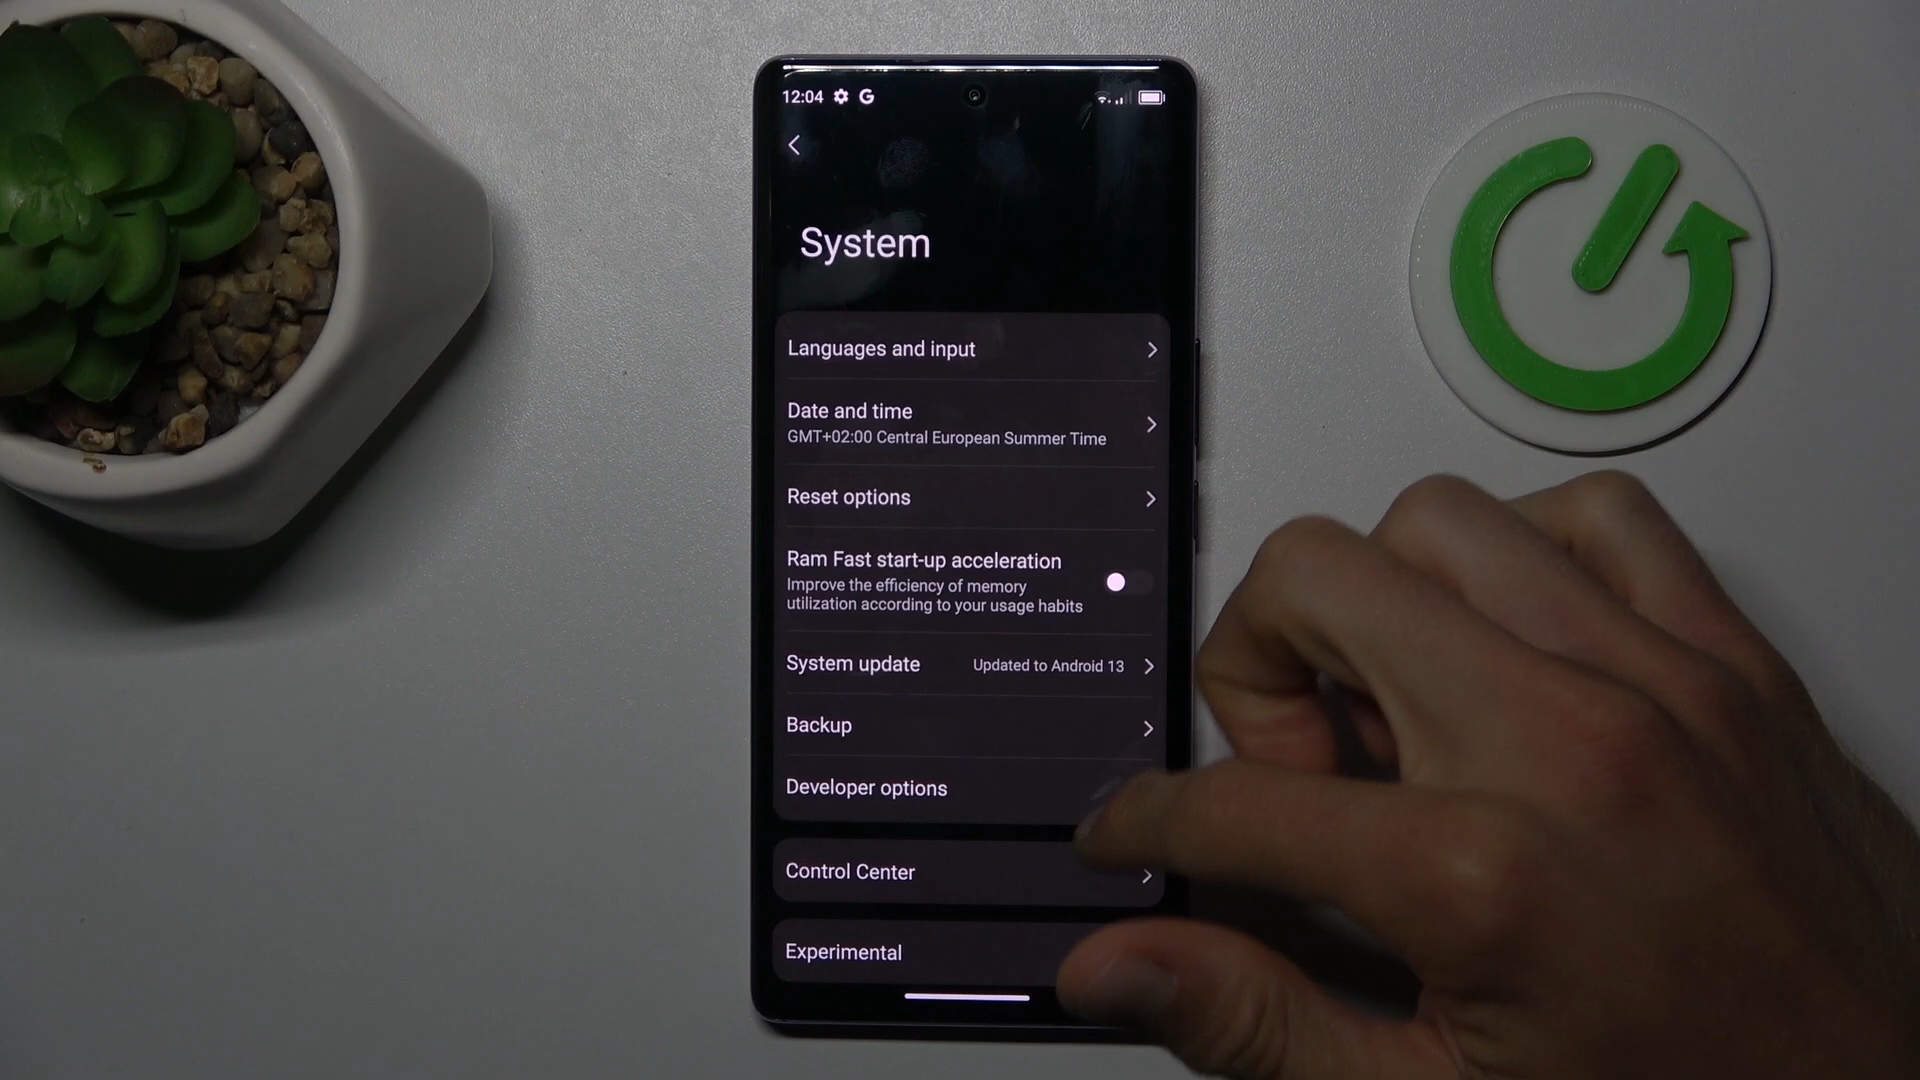 12:04 G
System
Languages and input
Date and time
GMT+02:00 Central European Summer Time
Reset options
Ram Fast start-up acceleration
Improve the efficiency of memory
utilization according to your usage habits
System update Updated to Android 13
Backup
Developer options
Control Center
Experimental